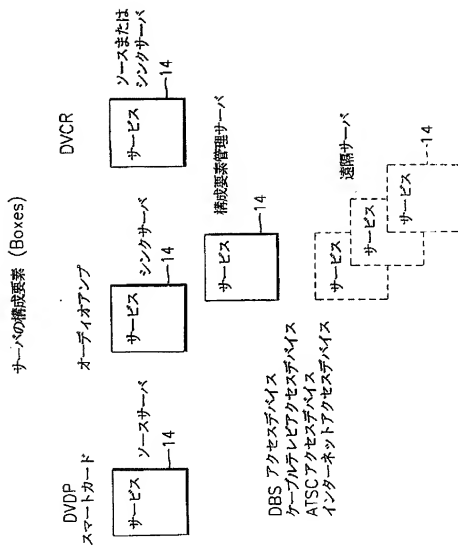 サーバの構成要素 (Boxes)
DVDP
スマートカード
サービス
ソースサーバ
14
オーディオアンプ
サービス
シンクサーバ
14
DVCR
サービス
ソースまたは
シンクサーバ
14
サービス
構成要素管理サーバ
14
DBS アクセスデバイス
ケーブルテレビアクセスデバイス
ATSC アクセスデバイス
インターネットアクセスデバイス
サービス
サービス
サービス
遠隔サーバ
14